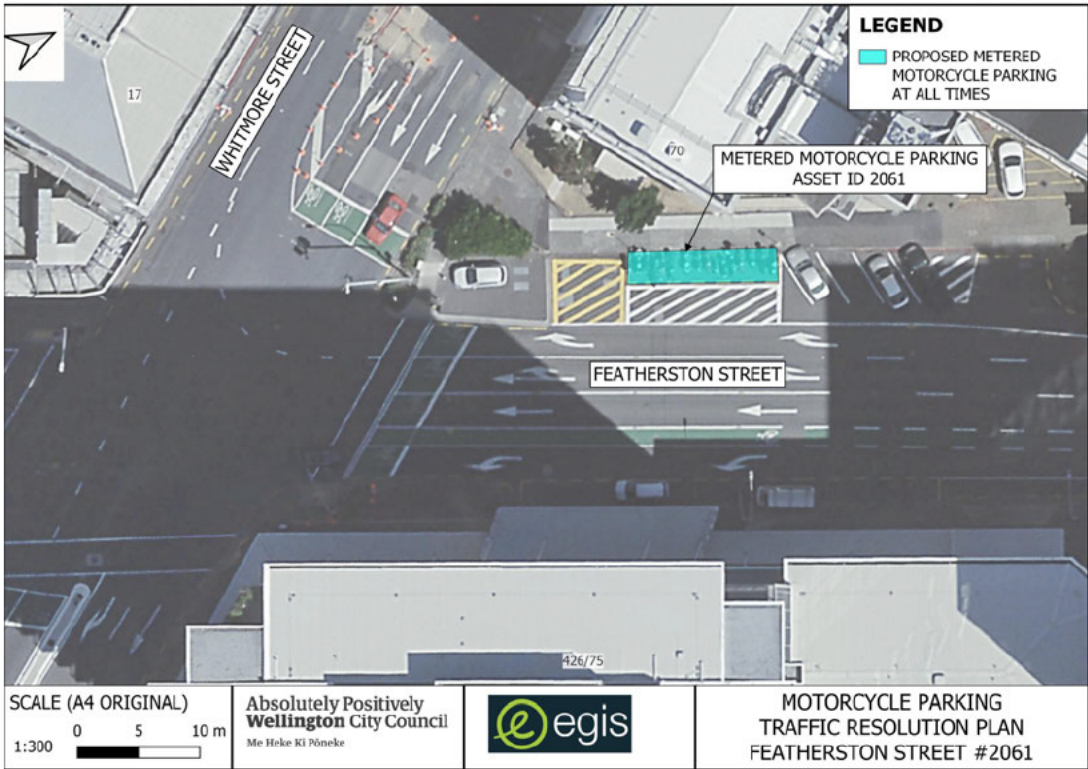 LEGEND
PROPOSED METERED
MOTORCYCLE PARKING
AT ALL TIMES
17
WHITMORE STREET
70
METERED MOTORCYCLE PARKING
ASSET ID 2061
FEATHERSTON STREET
426/75
SCALE (A4 ORIGINAL)
1:300
0 5 10 m
Absolutely Positively
Wellington City Council
Me Heke Ki Pōneke
egis
MOTORCYCLE PARKING
TRAFFIC RESOLUTION PLAN
FEATHERSTON STREET #2061